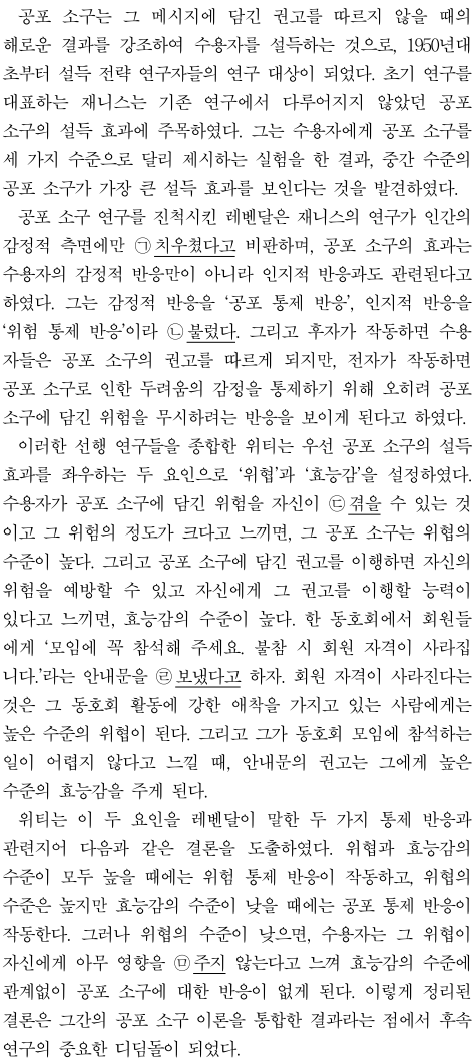 공포 소구는 그 메시지에 담긴 권고를 따르지 않을 때의
해로운 결과를 강조하여 수용자를 설득하는 것으로, 1950년대
초부터 설득 전략 연구자들의 연구 대상이 되었다. 초기 연구를
대표하는 재니스는 기존 연구에서 다루어지지 않았던 공포
소구의 설득 효과에 주목하였다. 그는 수용자에게 공포 소구를
세 가지 수준으로 달리 제시하는 실험을 한 결과, 중간 수준의
공포 소구가 가장 큰 설득 효과를 보인다는 것을 발견하였다.
공포 소구 연구를 진척시킨 레벤달은 재니스의 연구가 인간의
감정적 측면에만 ㉠치우쳤다고 비판하며, 공포 소구의 효과는
수용자의 감정적 반응만이 아니라 인지적 반응과도 관련된다고
하였다. 그는 감정적 반응을 ‘공포 통제 반응’, 인지적 반응을
‘위험 통제 반응’이라 ㉡불렀다. 그리고 후자가 작동하면 수용
자들은 공포 소구의 권고를 따르게 되지만, 전자가 작동하면
공포 소구로 인한 두려움의 감정을 통제하기 위해 오히려 공포
소구에 담긴 위험을 무시하려는 반응을 보이게 된다고 하였다.
이러한 선행 연구들을 종합한 위티는 우선 공포 소구의 설득
효과를 좌우하는 두 요인으로 ‘위협’과 ‘효능감’을 설정하였다.
수용자가 공포 소구에 담긴 위험을 자신이 ㉢겪을 수 있는 것
이고 그 위험의 정도가 크다고 느끼면, 그 공포 소구는 위협의
수준이 높다. 그리고 공포 소구에 담긴 권고를 이행하면 자신의
위험을 예방할 수 있고 자신에게 그 권고를 이행할 능력이
있다고 느끼면, 효능감의 수준이 높다. 한 동호회에서 회원들
에게 ‘모임에 꼭 참석해 주세요. 불참 시 회원 자격이 사라집
니다.’라는 안내문을 ㉣보냈다고 하자. 회원 자격이 사라진다는
것은 그 동호회 활동에 강한 애착을 가지고 있는 사람에게는
높은 수준의 위협이 된다. 그리고 그가 동호회 모임에 참석하는
일이 어렵지 않다고 느낄 때, 안내문의 권고는 그에게 높은
수준의 효능감을 주게 된다.
위티는 이 두 요인을 레벤달이 말한 두 가지 통제 반응과
관련지어 다음과 같은 결론을 도출하였다. 위협과 효능감의
수준이 모두 높을 때에는 위험 통제 반응이 작동하고, 위협의
수준은 높지만 효능감의 수준이 낮을 때에는 공포 통제 반응이
작동한다. 그러나 위협의 수준이 낮으면, 수용자는 그 위협이
자신에게 아무 영향을 ㉤주지 않는다고 느껴 효능감의 수준에
관계없이 공포 소구에 대한 반응이 없게 된다. 이렇게 정리된
결론은 그간의 공포 소구 이론을 통합한 결과라는 점에서 후속
연구의 중요한 디딤돌이 되었다.